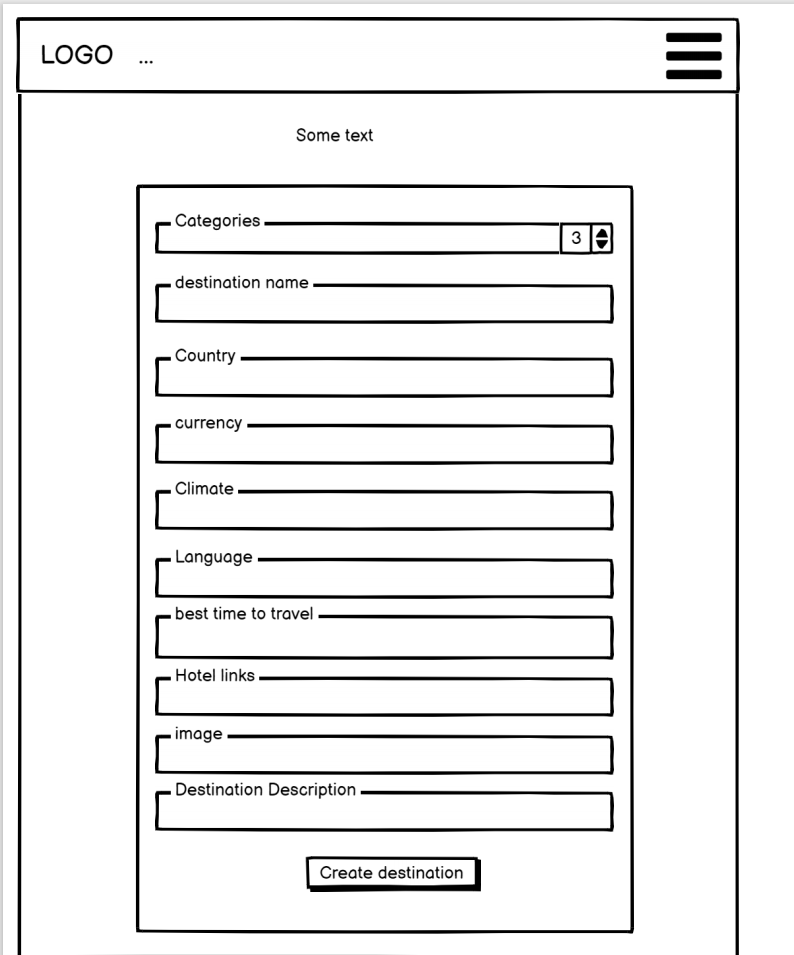 LOGO ...
Some text
Categories
3
destination name
Country
currency
Climate
Language
best time to travel
Hotel links
image
Destination Description
Create destination